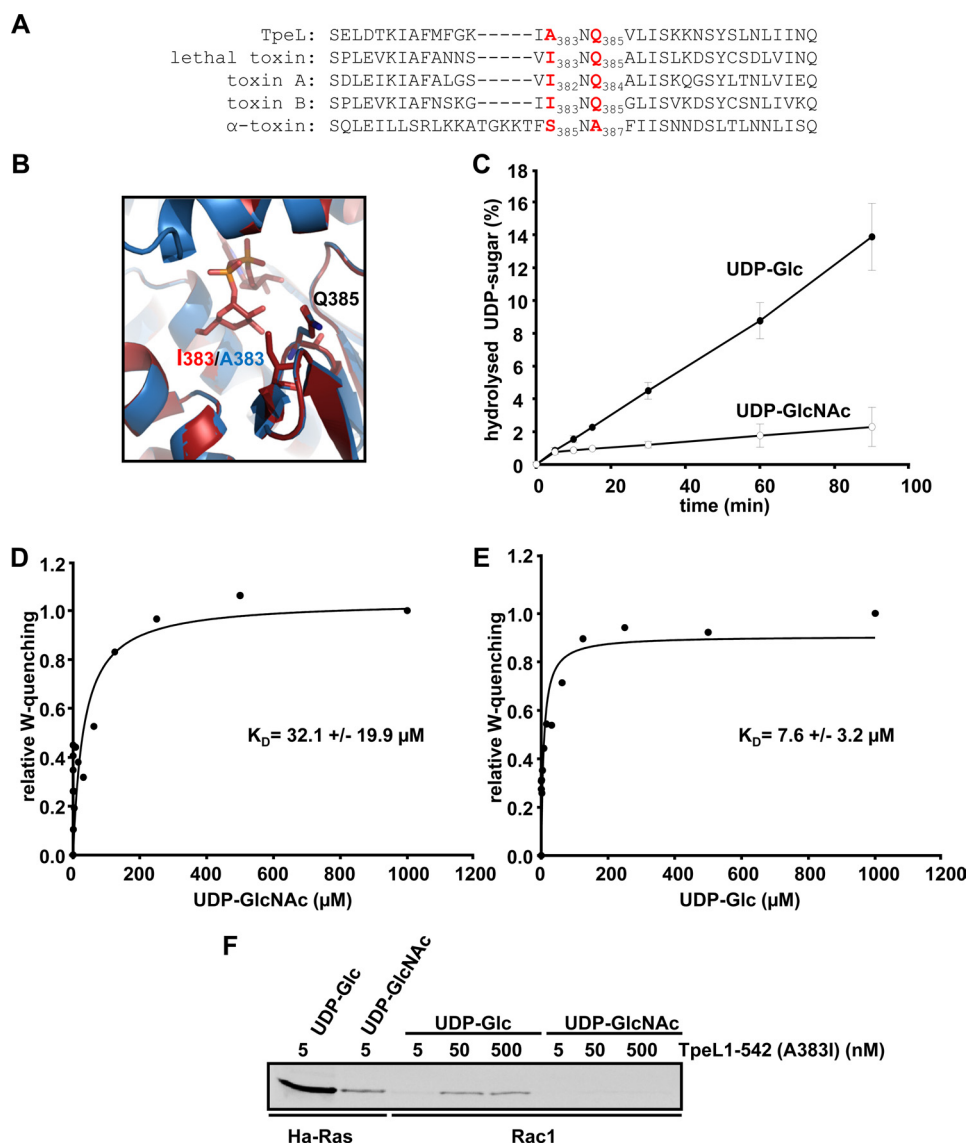 A
TpeL: SELDTKIAFMFGK-----IA383NQ385VLISKKNSYSLNLIINQ
lethal toxin: SPLEVKIAFANNS-----VI383NQ385ALISLKDSYCSDLVINQ
toxin A: SDLEIKIAFALGS-----VI382NQ384ALISKQGSYLTNLVIEQ
toxin B: SPLEVKIAFNSKG-----II383NQ385GLISVKDSYCSNLIVKQ
α-toxin: SQLEILLSRLKKATGKKTFS385NA387FIISNNDSLTLNNLISQ
B
Q385
I383/A383
C
hydrolysed UDP-sugar (%)
18
16
14
12
10
8
6
4
2
0
UDP-Glc
UDP-GlcNAc
0 20 40 60 80 100
time (min)
D
relative W-quenching
1.2
1.0
0.8
0.6
0.4
0.2
0.0
KD= 32.1 +/- 19.9 µM
0 200 400 600 800 1000 1200
UDP-GlcNAc (µM)
E
relative W-quenching
1.2
1.0
0.8
0.6
0.4
0.2
0.0
KD= 7.6 +/- 3.2 µM
0 200 400 600 800 1000 1200
UDP-Glc (µM)
F
UDP-Glc
UDP-GlcNAc
UDP-Glc UDP-GlcNAc
5 5 5 50 500 5 50 500 TpeL1-542 (A383I) (nM)
Ha-Ras Rac1